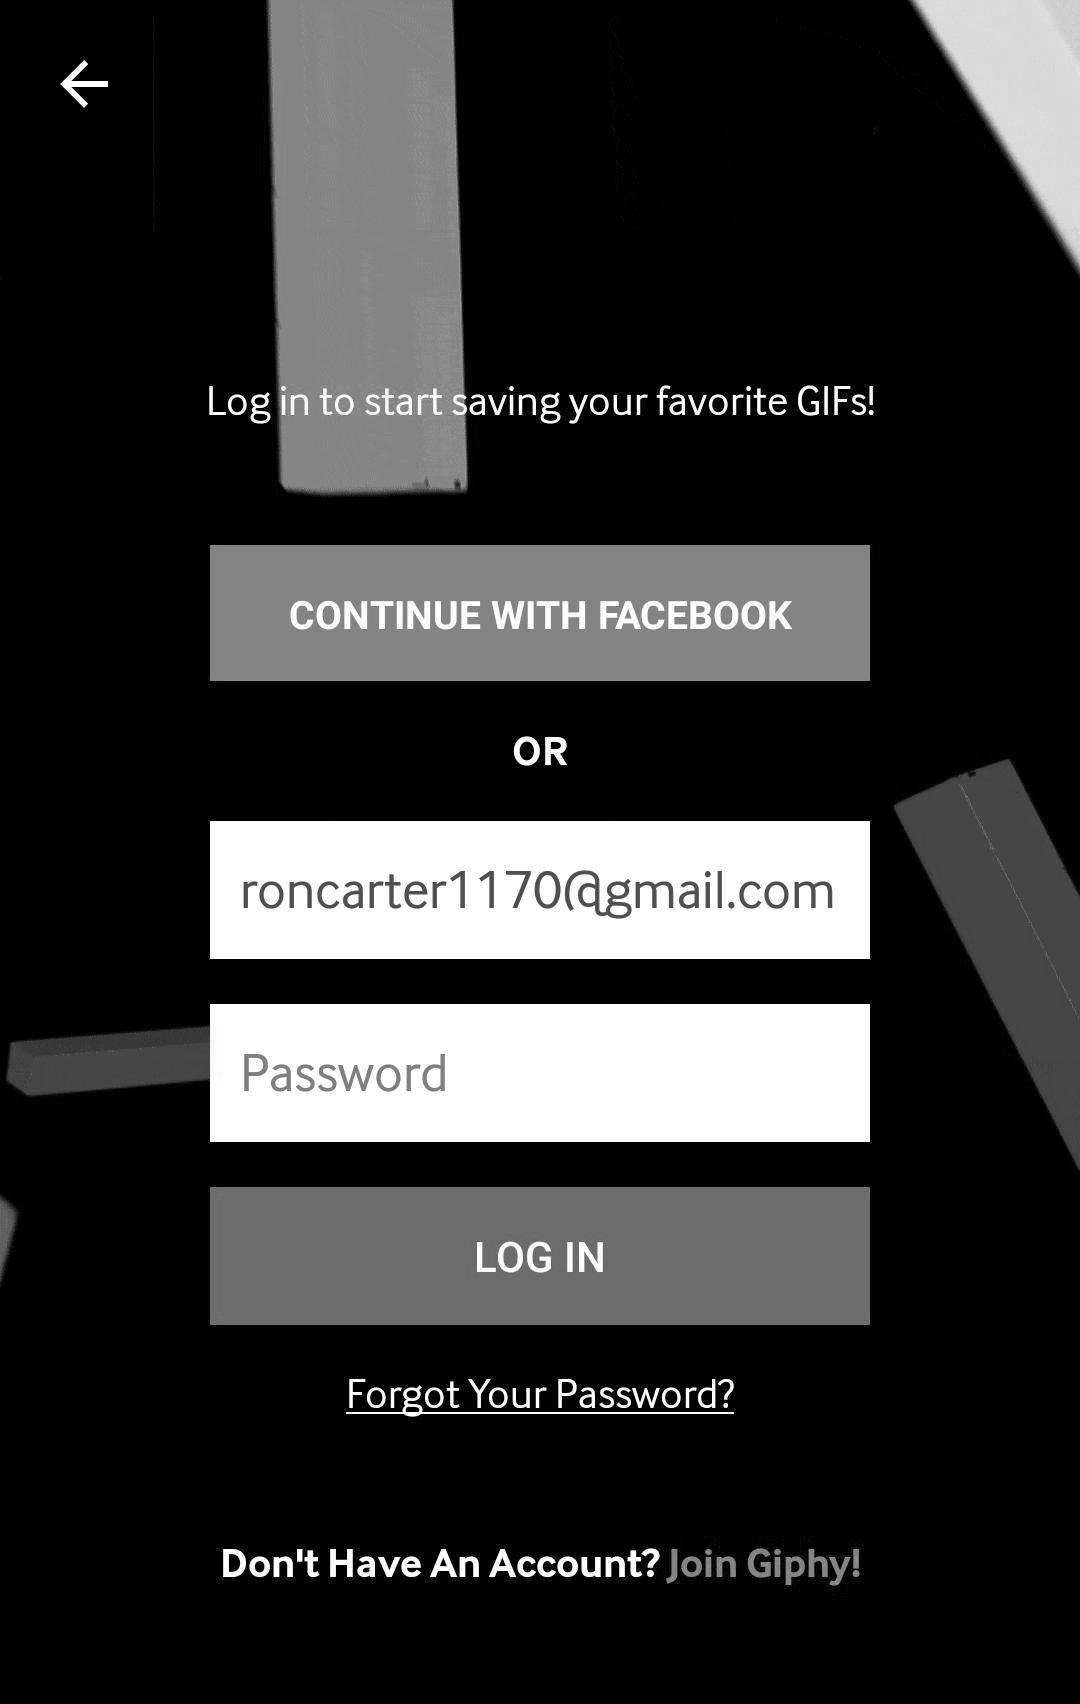 Log in to start saving your favorite GIFs!
CONTINUE WITH FACEBOOK
OR
roncarter1170@gmail.com
Password
LOG IN
Forgot Your Password?
Don't Have An Account? Join Giphy!